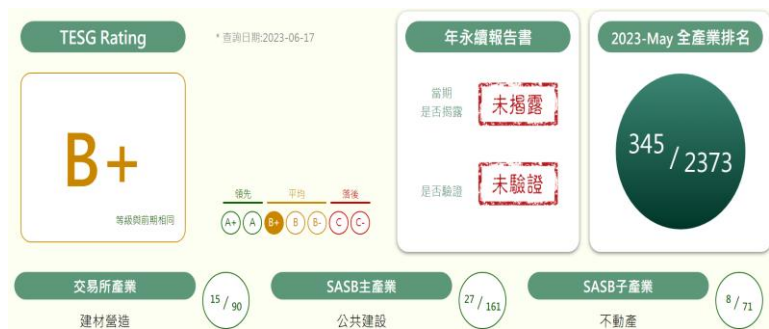 TESG Rating
* 查詢日期:2023-06-17
年永續報告書
2023-May 全產業排名
B+
等級與前期相同
領先 平均 落後
A+ A B+ B B- C C-
當期
是否揭露
未揭露
是否驗證
未驗證
345 / 2373
交易所產業
15 / 90
建材營造
SASB主產業
27 / 161
公共建設
SASB子產業
8 / 71
不動產